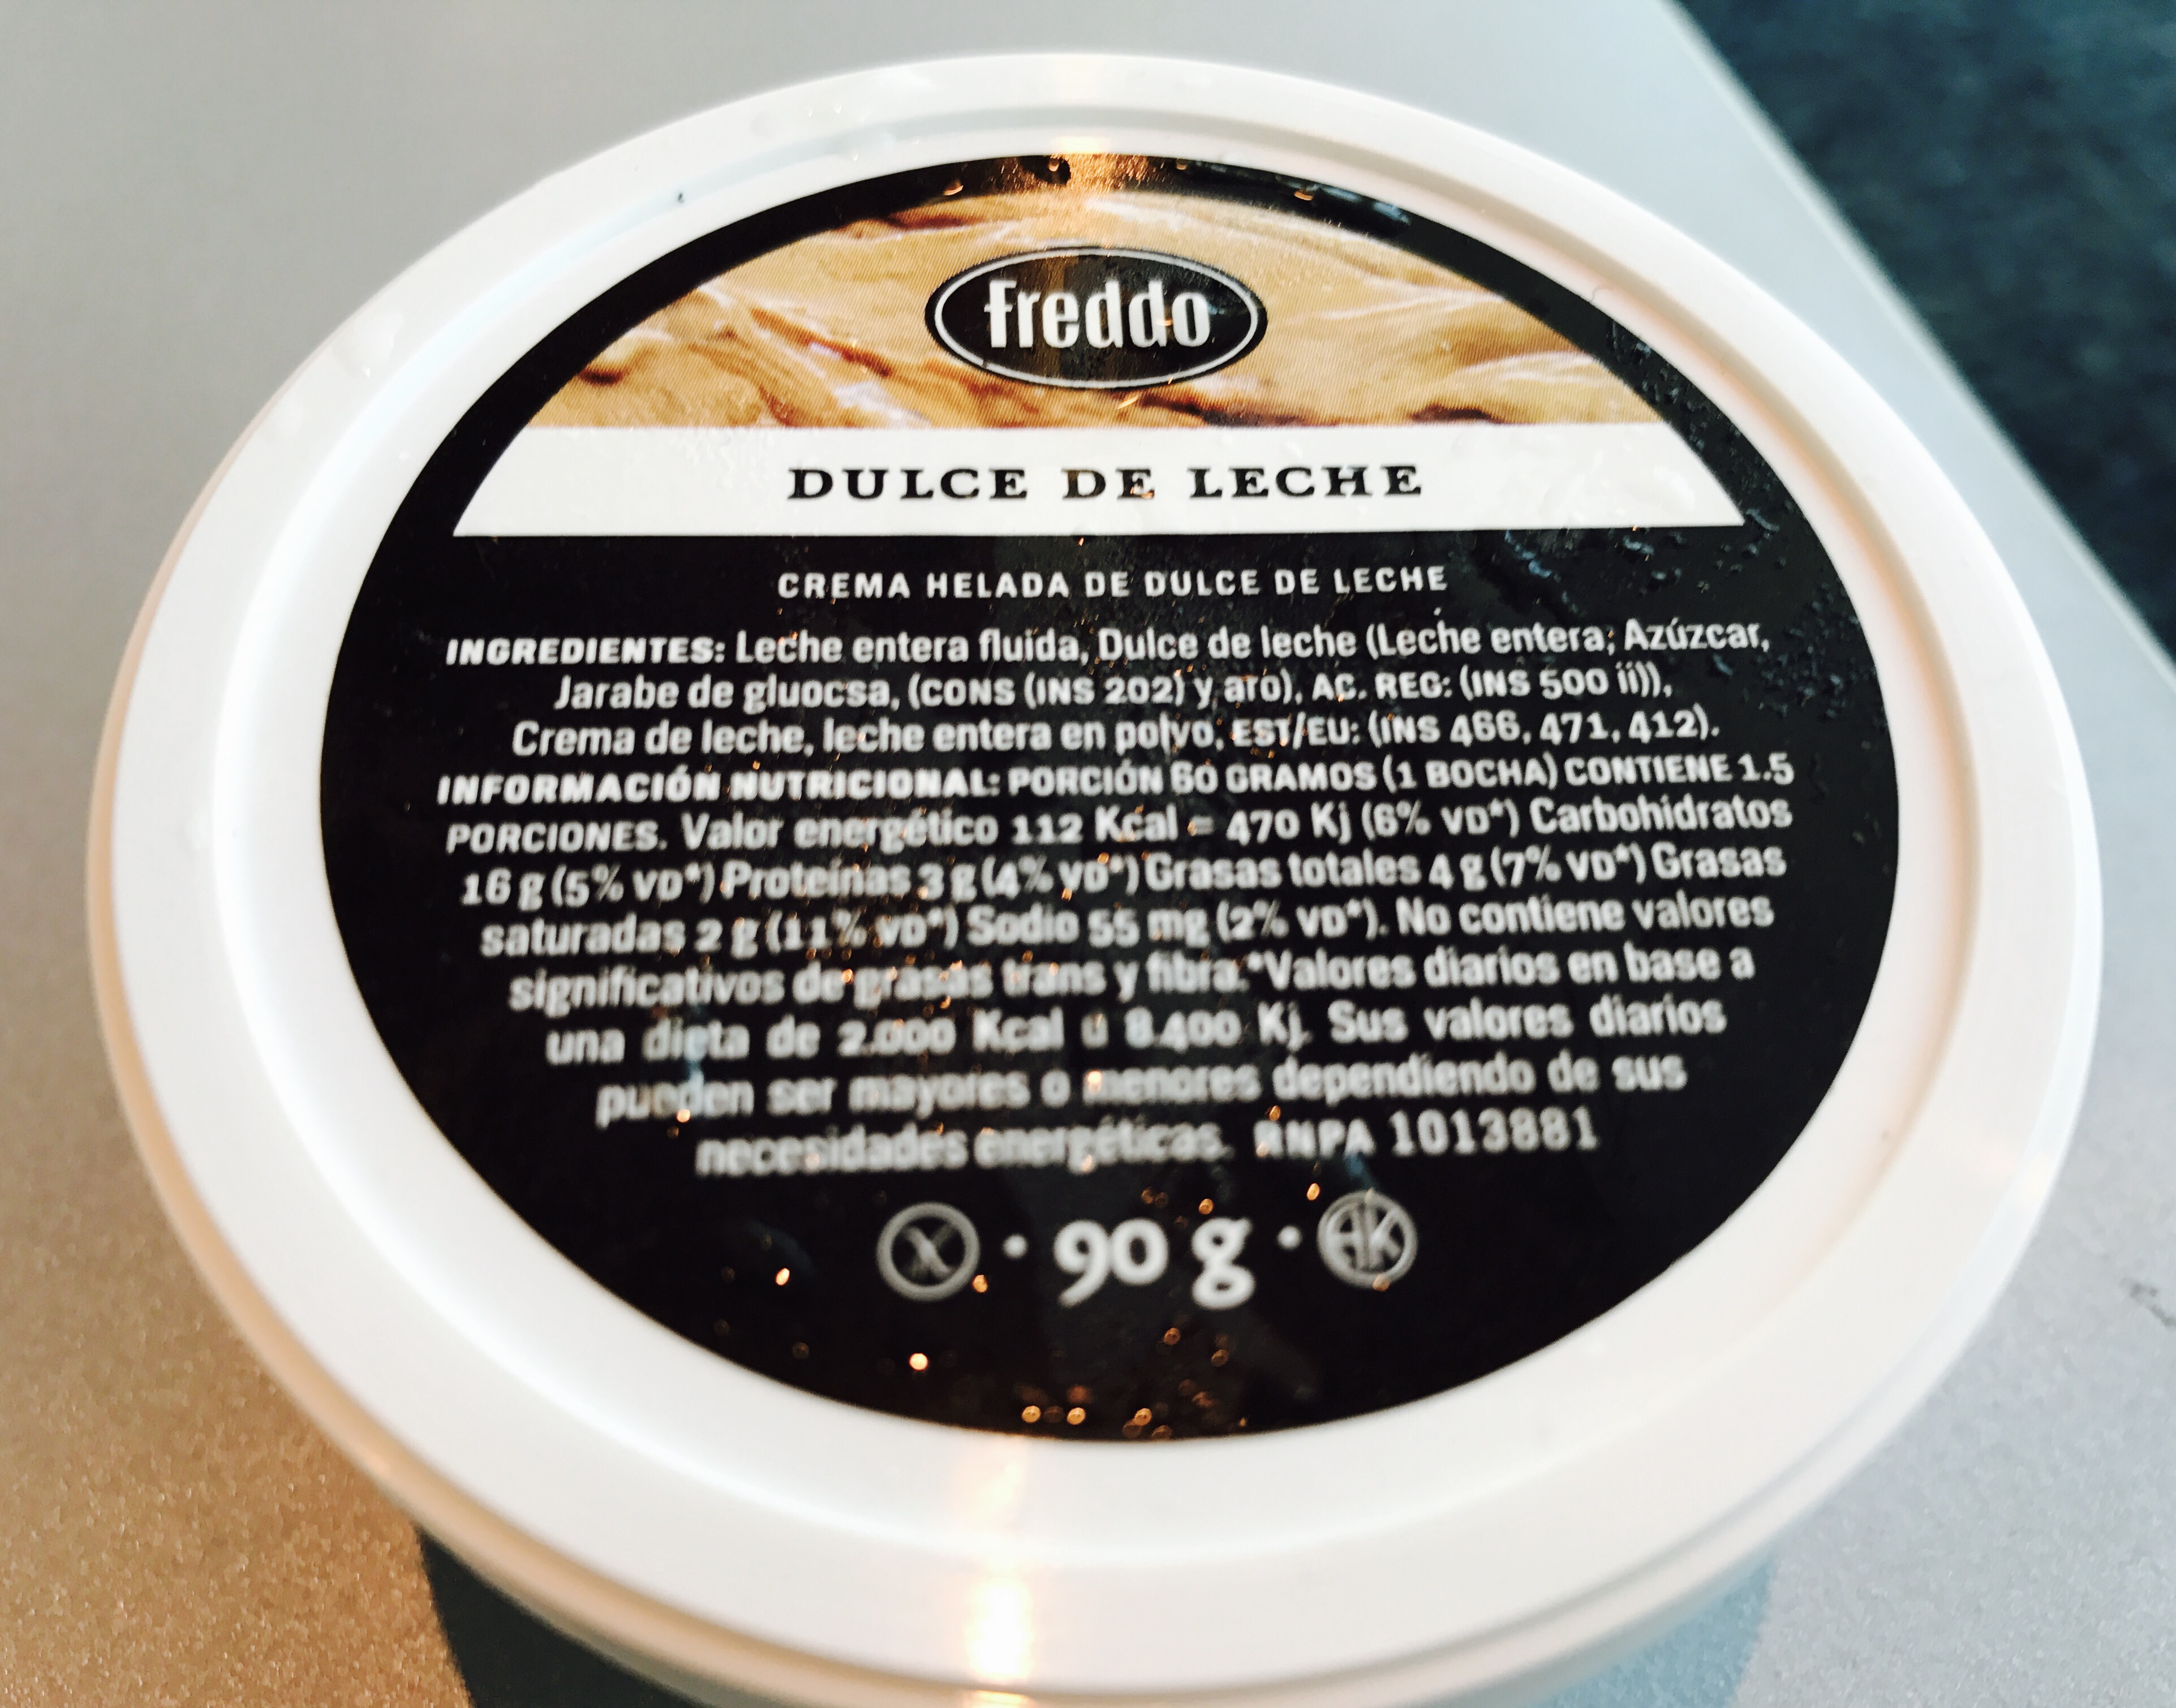 freddo
DULCE DE LECHE
CREMA HELADA DE DULCE DE LECHE
INGREDIENTES: Leche entera fluída, Dulce de leche (Leche entera; Azúzcar,
Jarabe de gluocsa, (CONS (INS 202) y aro), AC. REG: (INS 500 ii)),
Crema de leche, leche entera en polvo, EST/EU: (INS 466, 471, 412).
INFORMACIÓN NUTRICIONAL: PORCIÓN 60 GRAMOS (1 BOCHA) CONTIENE 1.5
PORCIONES. Valor energético 112 Kcal = 470 Kj (6% VD*) Carbohidratos
16 g (5% VD*) Proteínas 3 g (4% VD*) Grasas totales 4 g (7% VD*) Grasas
saturadas 2 g (11% VD*) Sodio 55 mg (2% VD*). No contiene valores
significativos de grasas trans y fibra.*Valores diarios en base a
una dieta de 2.000 Kcal u 8.400 Kj. Sus valores diarios
pueden ser mayores o menores dependiendo de sus
necesidades energéticas. RNPA 1013881
• 90 g • AK